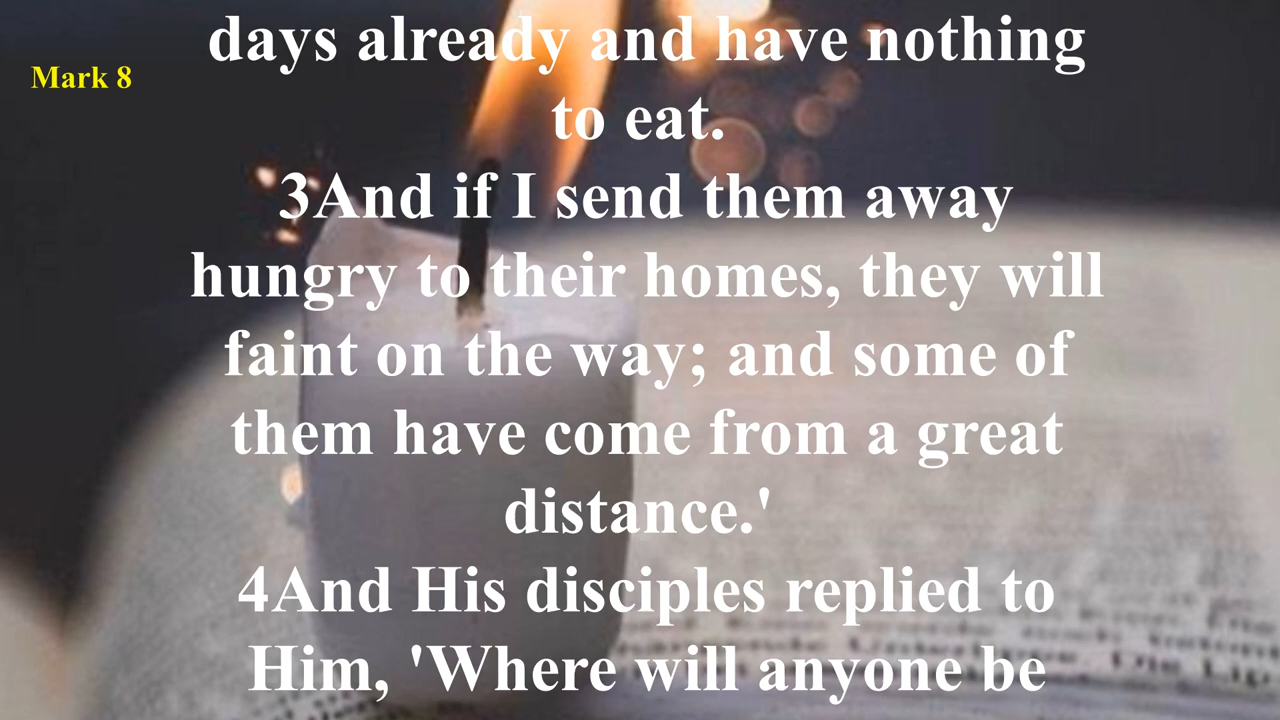 Mark 8
days already and have nothing
to eat.
3And if I send them away
hungry to their homes, they will
faint on the way; and some of
them have come from a great
distance.'
4And His disciples replied to
Him, 'Where will anyone be